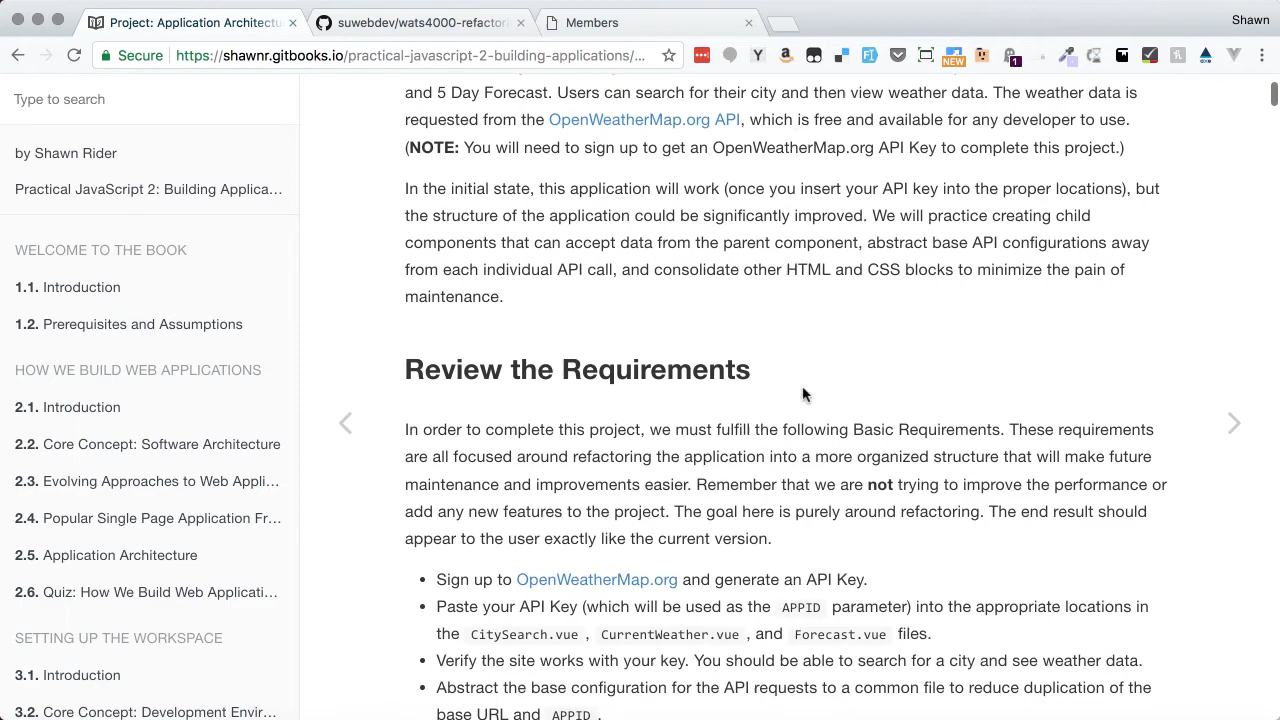 Project: Application Architectu
suwebdev/wats4000-refactori
Members
Shawn
Secure
https://shawnr.gitbooks.io/practical-javascript-2-building-applications/...
NEW
1
Type to search
by Shawn Rider
Practical JavaScript 2: Building Applica...
WELCOME TO THE BOOK
1.1. Introduction
1.2. Prerequisites and Assumptions
HOW WE BUILD WEB APPLICATIONS
2.1. Introduction
2.2. Core Concept: Software Architecture
2.3. Evolving Approaches to Web Appli...
2.4. Popular Single Page Application Fr...
2.5. Application Architecture
2.6. Quiz: How We Build Web Applicati...
SETTING UP THE WORKSPACE
3.1. Introduction
3.2. Core Concept: Development Envir...
and 5 Day Forecast. Users can search for their city and then view weather data. The weather data is
requested from the OpenWeatherMap.org API, which is free and available for any developer to use.
(NOTE: You will need to sign up to get an OpenWeatherMap.org API Key to complete this project.)
In the initial state, this application will work (once you insert your API key into the proper locations), but
the structure of the application could be significantly improved. We will practice creating child
components that can accept data from the parent component, abstract base API configurations away
from each individual API call, and consolidate other HTML and CSS blocks to minimize the pain of
maintenance.
Review the Requirements
In order to complete this project, we must fulfill the following Basic Requirements. These requirements
are all focused around refactoring the application into a more organized structure that will make future
maintenance and improvements easier. Remember that we are not trying to improve the performance or
add any new features to the project. The goal here is purely around refactoring. The end result should
appear to the user exactly like the current version.
• Sign up to OpenWeatherMap.org and generate an API Key.
• Paste your API Key (which will be used as the APPID parameter) into the appropriate locations in
the CitySearch.vue , CurrentWeather.vue , and Forecast.vue files.
• Verify the site works with your key. You should be able to search for a city and see weather data.
• Abstract the base configuration for the API requests to a common file to reduce duplication of the
base URL and APPID .